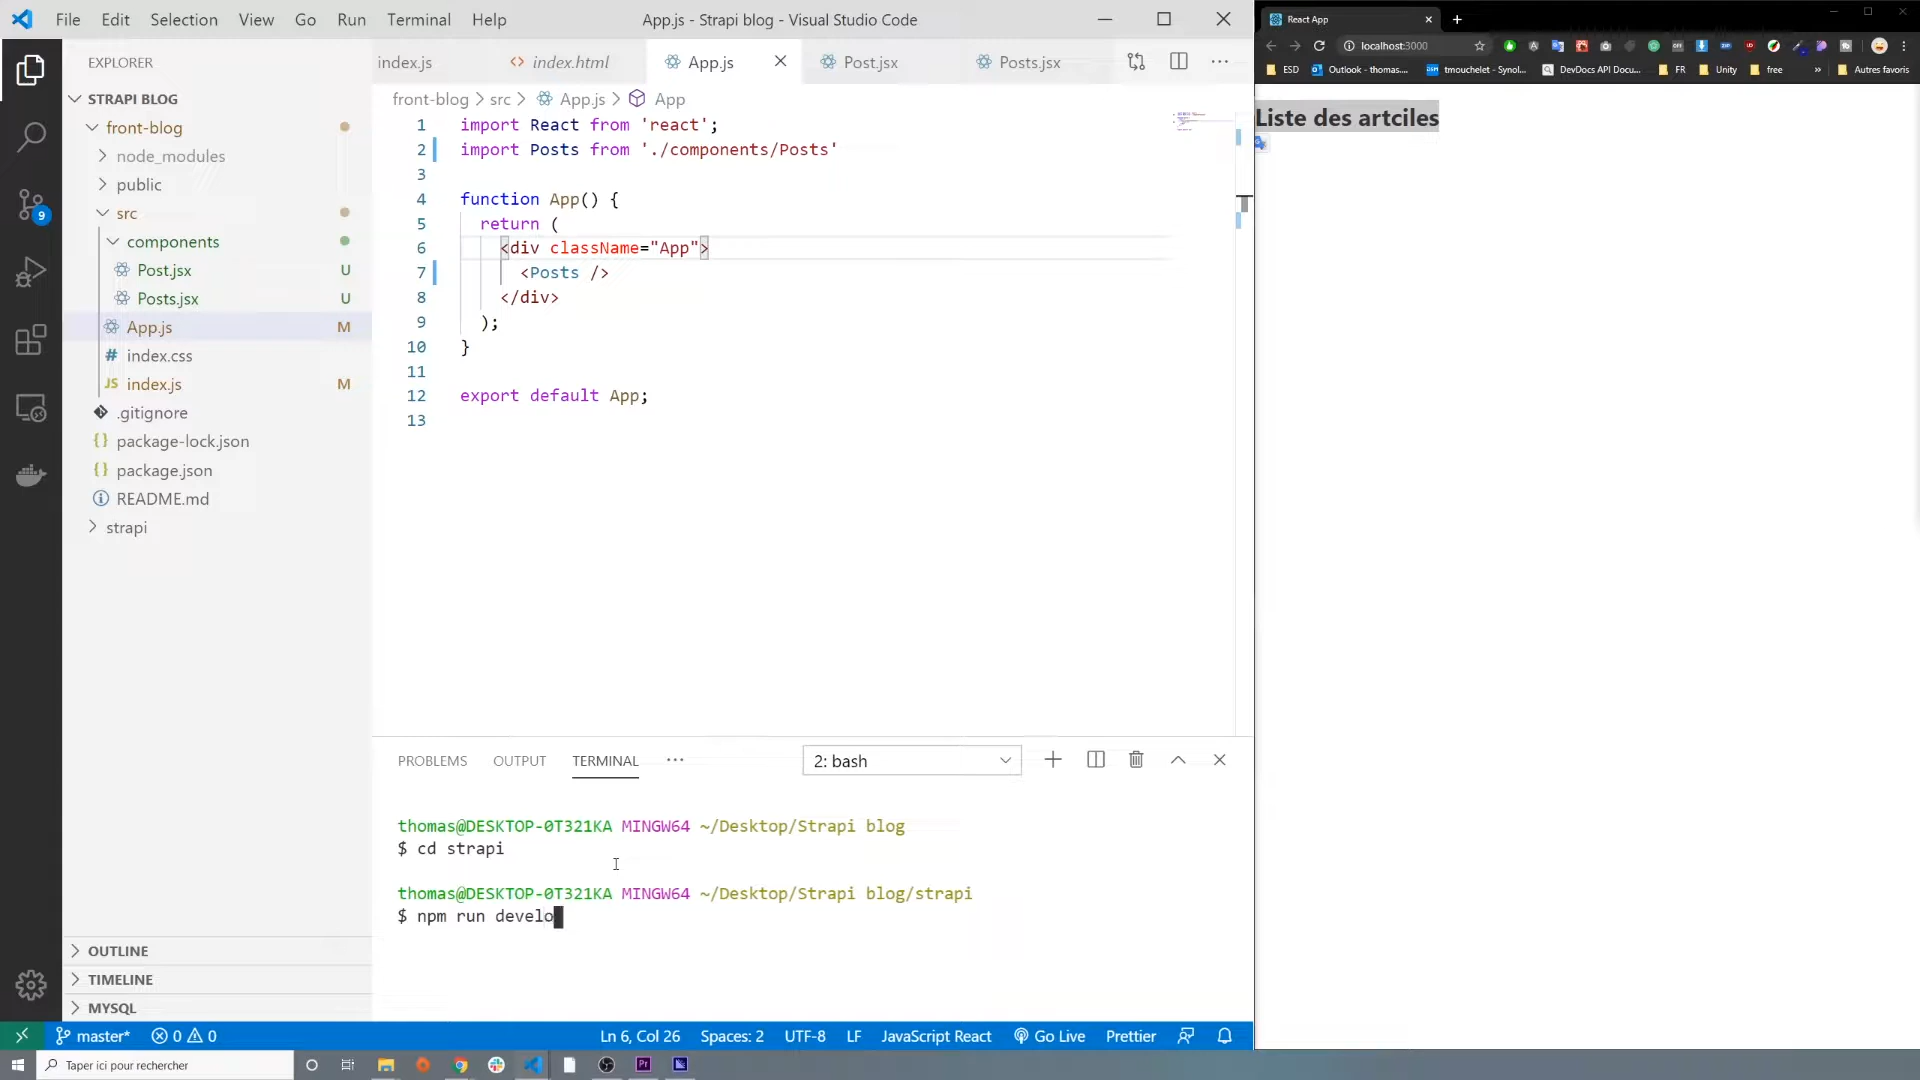 File Edit Selection View Go Run Terminal Help App.js - Strapi blog - Visual Studio Code
EXPLORER
STRAPI BLOG
front-blog
node_modules
public
src
components
Post.jsx U
Posts.jsx U
App.js M
# index.css
JS index.js M
.gitignore
{} package-lock.json
{} package.json
README.md
strapi
OUTLINE
TIMELINE
MYSQL
9
index.js <> index.html App.js Post.jsx Posts.jsx
front-blog > src > App.js > App
1 import React from 'react';
2 import Posts from './components/Posts'
3
4 function App() {
5 return (
6 <div className="App">
7 <Posts />
8 </div>
9 );
10 }
11
12 export default App;
13
PROBLEMS OUTPUT TERMINAL ... 2: bash
thomas@DESKTOP-0T321KA MINGW64 ~/Desktop/Strapi blog
$ cd strapi
thomas@DESKTOP-0T321KA MINGW64 ~/Desktop/Strapi blog/strapi
$ npm run develo
master* 0 0 Ln 6, Col 26 Spaces: 2 UTF-8 LF JavaScript React Go Live Prettier
Taper ici pour rechercher
Pr
React App
localhost:3000
ESD Outlook - thomas.... tmouchelet - Synol... DevDocs API Docu... FR Unity free » Autres favoris
Liste des artciles